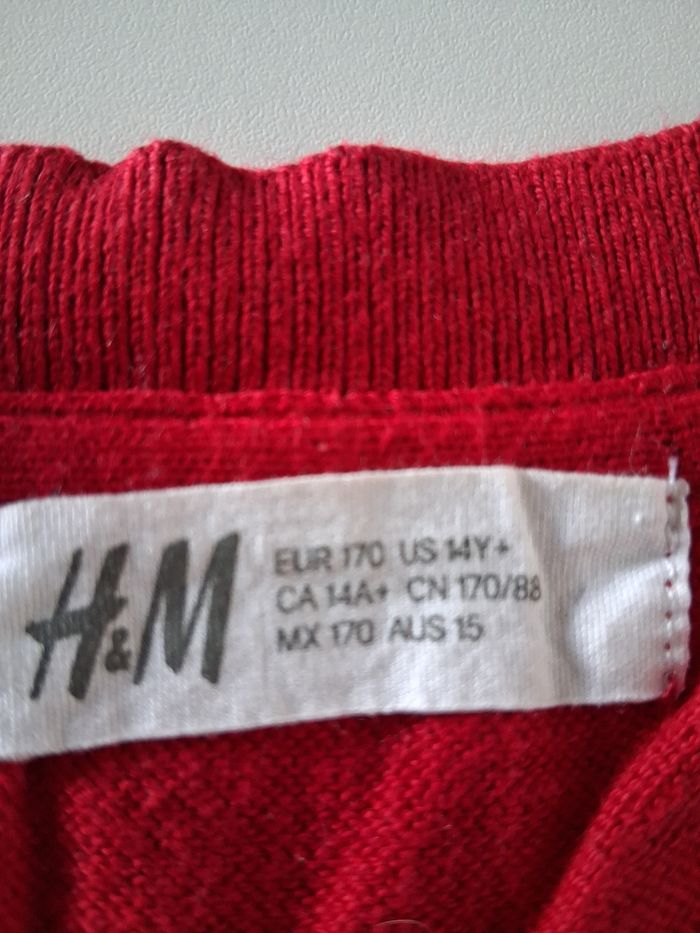 H&M
EUR 170 US 14Y+
CA 14A+ CN 170/88
MX 170 AUS 15